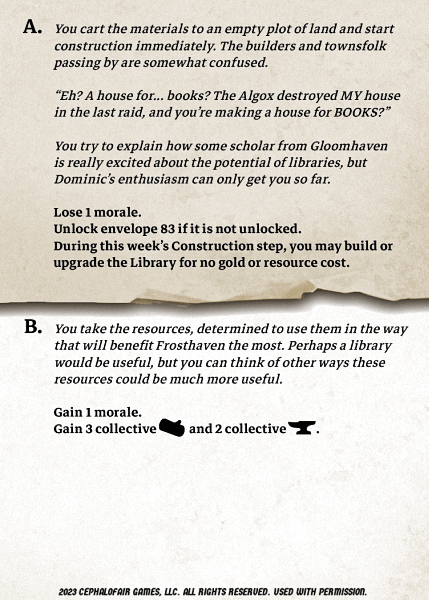 A. You cart the materials to an empty plot of land and start
construction immediately. The builders and townsfolk
passing by are somewhat confused.
“Eh? A house for... books? The Algox destroyed MY house
in the last raid, and you’re making a house for BOOKS?”
You try to explain how some scholar from Gloomhaven
is really excited about the potential of libraries, but
Dominic’s enthusiasm can only get you so far.
Lose 1 morale.
Unlock envelope 83 if it is not unlocked.
During this week’s Construction step, you may build or
upgrade the Library for no gold or resource cost.
B. You take the resources, determined to use them in the way
that will benefit Frosthaven the most. Perhaps a library
would be useful, but you can think of other ways these
resources could be much more useful.
Gain 1 morale.
Gain 3 collective and 2 collective .
2023 CEPHALOFAIR GAMES, LLC. ALL RIGHTS RESERVED. USED WITH PERMISSION.